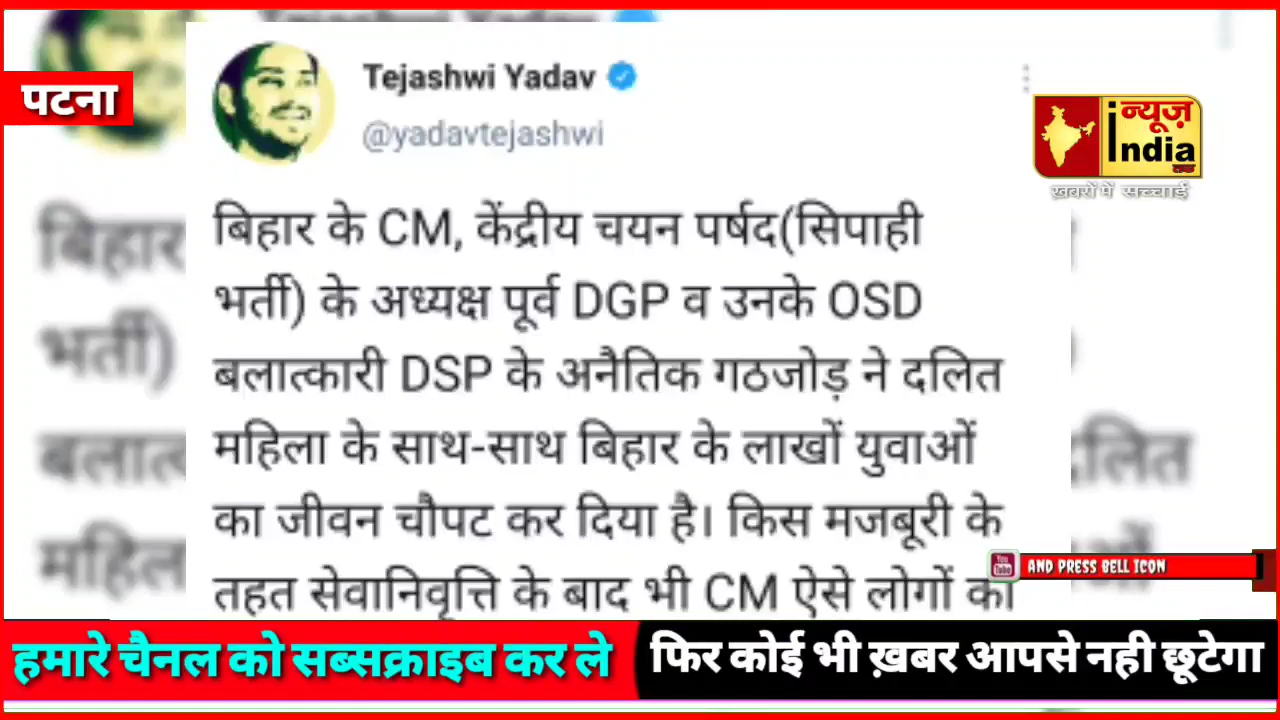 पटना
Tejashwi Yadav
@yadavtejashwi
न्यूज़
India
ख़बरों में सच्चाई
बिहार के CM, केंद्रीय चयन पर्षद(सिपाही
भर्ती) के अध्यक्ष पूर्व DGP व उनके OSD
बलात्कारी DSP के अनैतिक गठजोड़ ने दलित
महिला के साथ-साथ बिहार के लाखों युवाओं
का जीवन चौपट कर दिया है। किस मजबूरी के
तहत सेवानिवृत्ति के बाद भी CM ऐसे लोगों को
You Tube AND PRESS BELL ICON
हमारे चैनल को सब्सक्राइब कर ले फिर कोई भी ख़बर आपसे नही छूटेगा